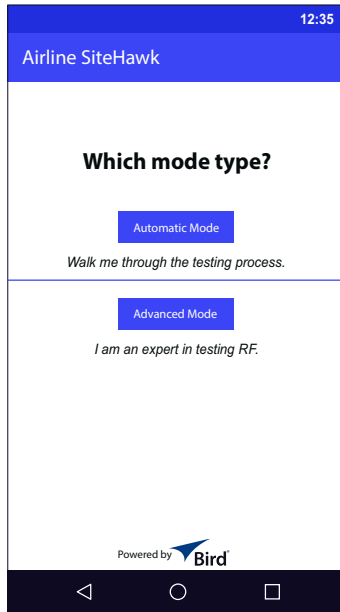 12:35
Airline SiteHawk
Which mode type?
Automatic Mode
Walk me through the testing process.
Advanced Mode
I am an expert in testing RF.
Powered by Bird